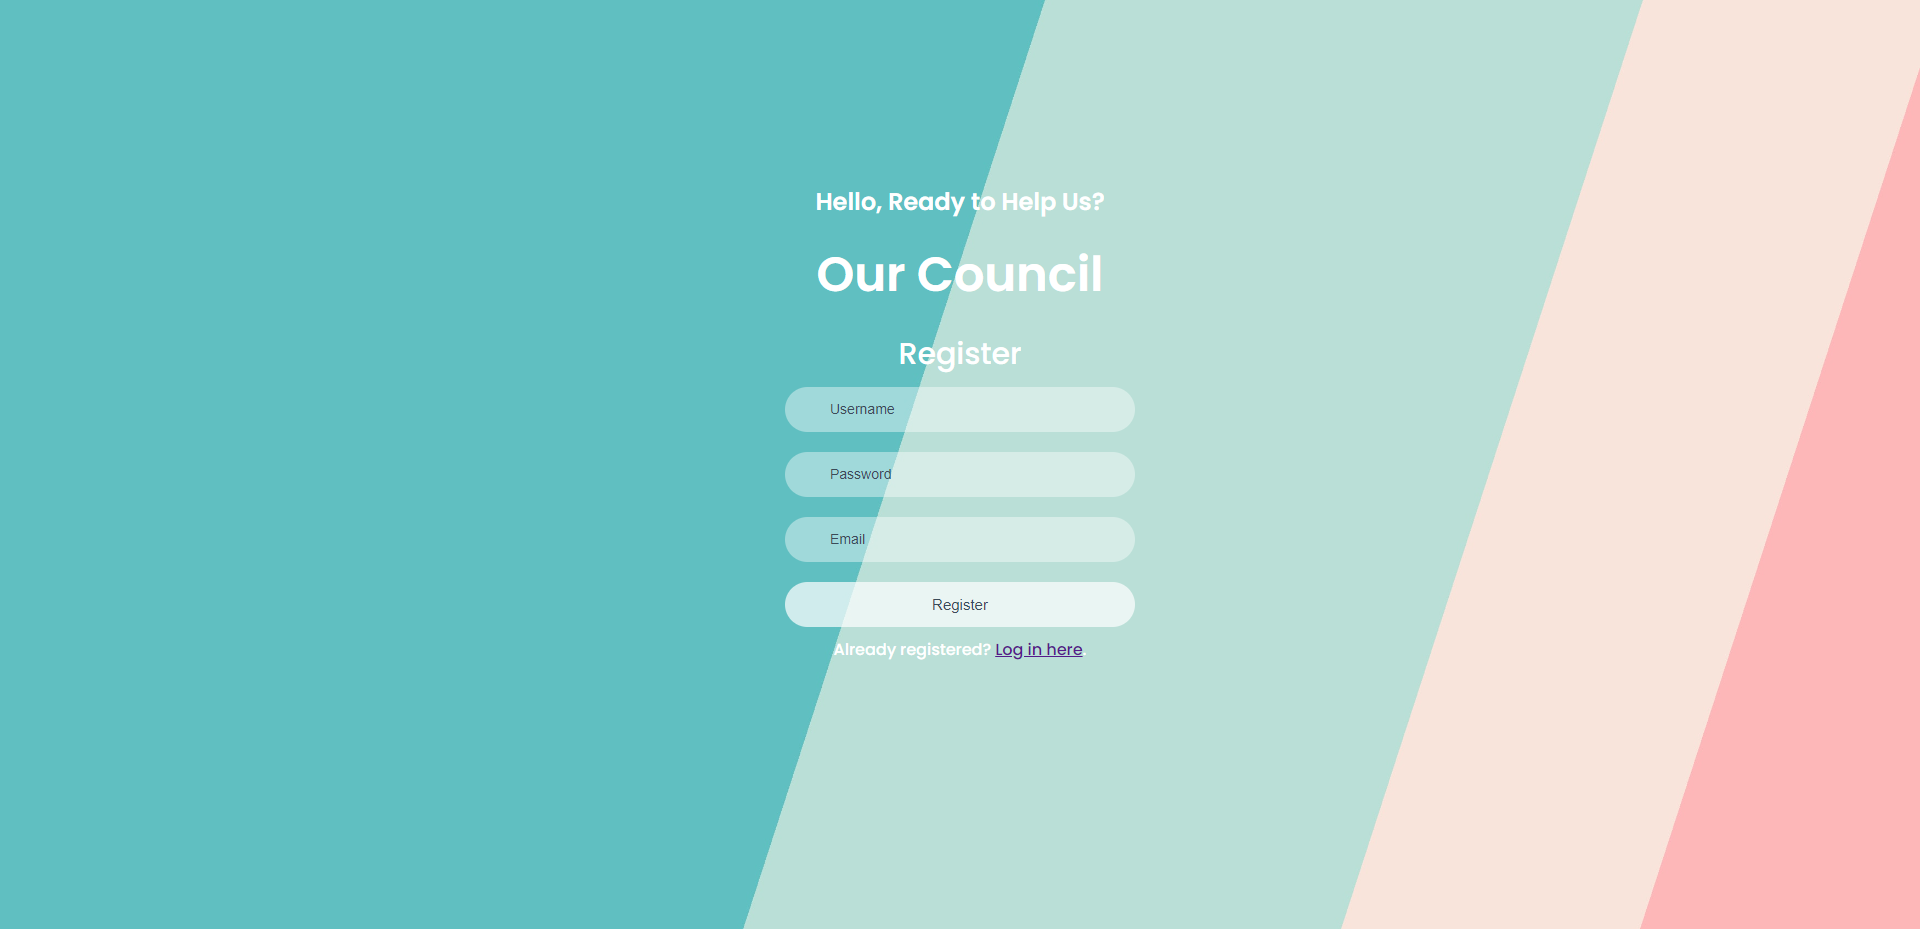 Hello, Ready to Help Us?
Our Council
Register
Username
Password
Email
Register
Already registered? Log in here.